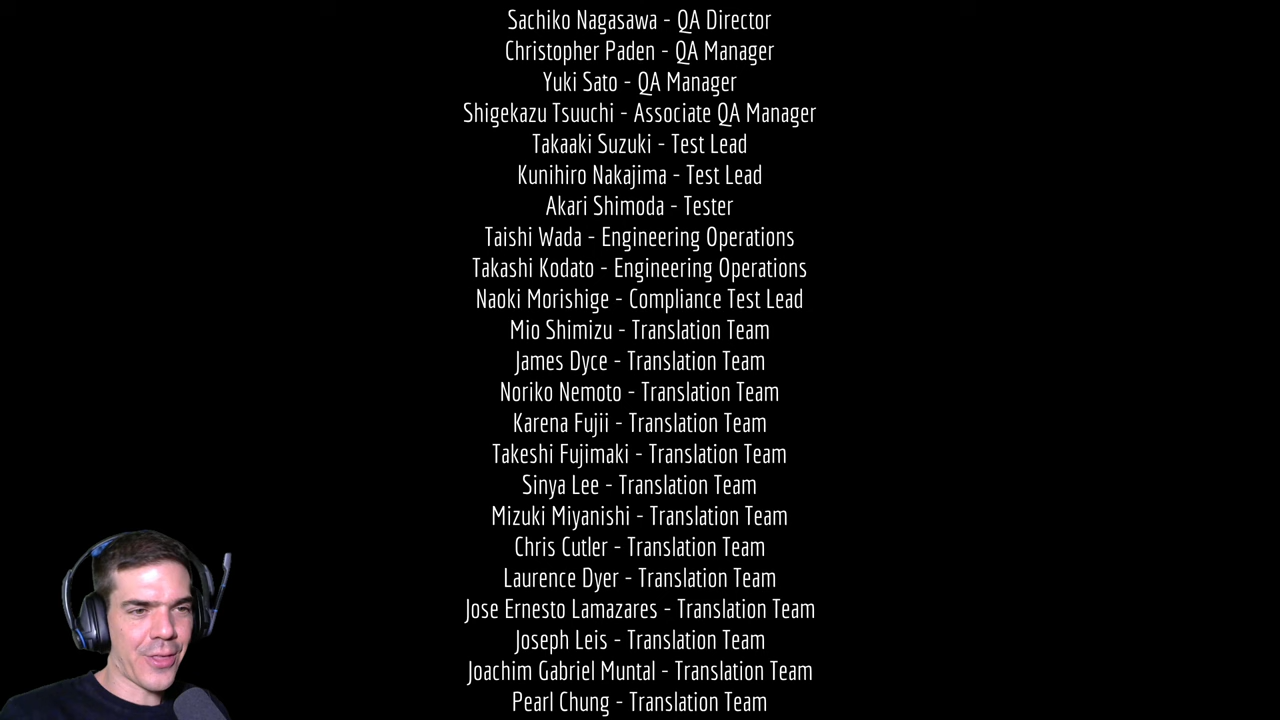 Sachiko Nagasawa - QA Director
Christopher Paden - QA Manager
Yuki Sato - QA Manager
Shigekazu Tsuuchi - Associate QA Manager
Takaaki Suzuki - Test Lead
Kunihiro Nakajima - Test Lead
Akari Shimoda - Tester
Taishi Wada - Engineering Operations
Takashi Kodato - Engineering Operations
Naoki Morishige - Compliance Test Lead
Mio Shimizu - Translation Team
James Dyce - Translation Team
Noriko Nemoto - Translation Team
Karena Fujii - Translation Team
Takeshi Fujimaki - Translation Team
Sinya Lee - Translation Team
Mizuki Miyanishi - Translation Team
Chris Cutler - Translation Team
Laurence Dyer - Translation Team
Jose Ernesto Lamazares - Translation Team
Joseph Leis - Translation Team
Joachim Gabriel Muntal - Translation Team
Pearl Chung - Translation Team